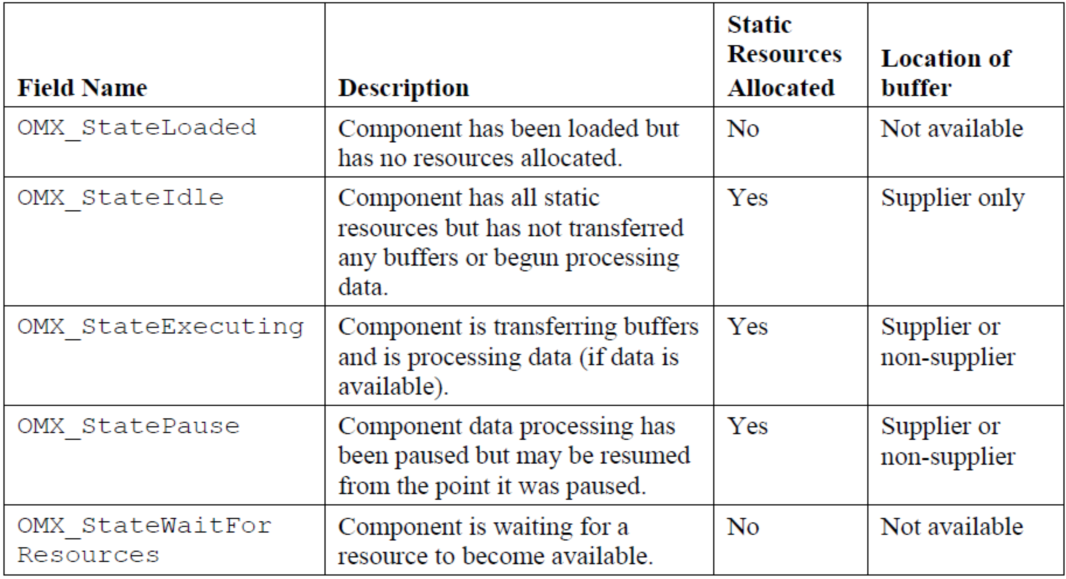 Field Name Description Static Resources Allocated Location of buffer
OMX_StateLoaded Component has been loaded but No Not available
has no resources allocated.
OMX_StateIdle Component has all static Yes Supplier only
resources but has not transferred
any buffers or begun processing
data.
OMX_StateExecuting Component is transferring buffers Yes Supplier or
and is processing data (if data is non-supplier
available).
OMX_StatePause Component data processing has Yes Supplier or
been paused but may be resumed non-supplier
from the point it was paused.
OMX_StateWaitFor Component is waiting for a No Not available
Resources resource to become available.